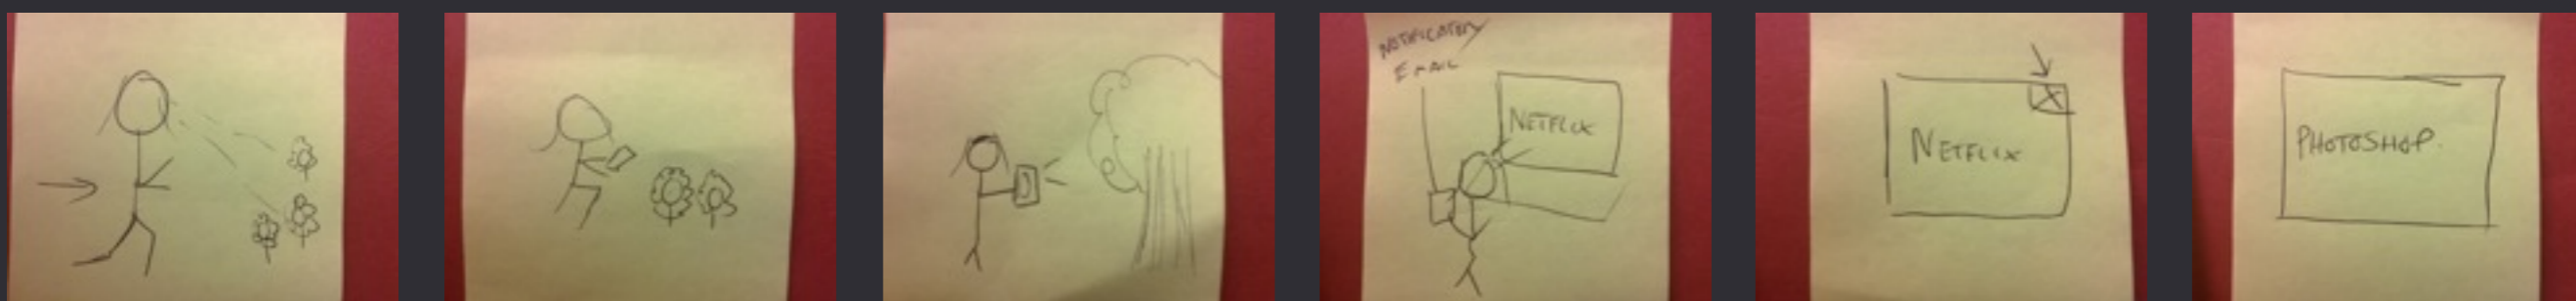 NOTIFICATION
EMAIL
NETFLIX
NETFLIX
PHOTOSHOP